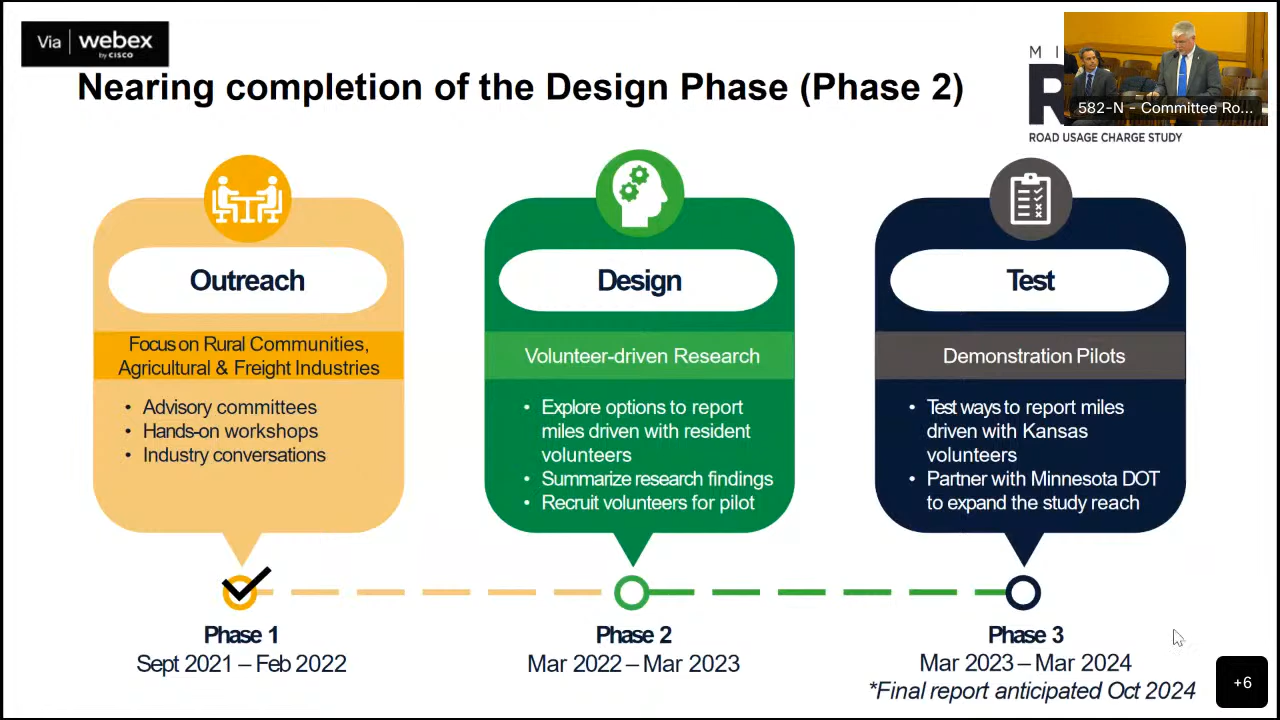 Via webex
by CISCO
Nearing completion of the Design Phase (Phase 2)
MI
R
582-N - Committee Ro...
ROAD USAGE CHARGE STUDY
Outreach
Focus on Rural Communities,
Agricultural & Freight Industries
• Advisory committees
• Hands-on workshops
• Industry conversations
Phase 1
Sept 2021 – Feb 2022
Design
Volunteer-driven Research
• Explore options to report
miles driven with resident
volunteers
• Summarize research findings
• Recruit volunteers for pilot
Phase 2
Mar 2022 – Mar 2023
Test
Demonstration Pilots
• Test ways to report miles
driven with Kansas
volunteers
• Partner with Minnesota DOT
to expand the study reach
Phase 3
Mar 2023 – Mar 2024
*Final report anticipated Oct 2024
+6